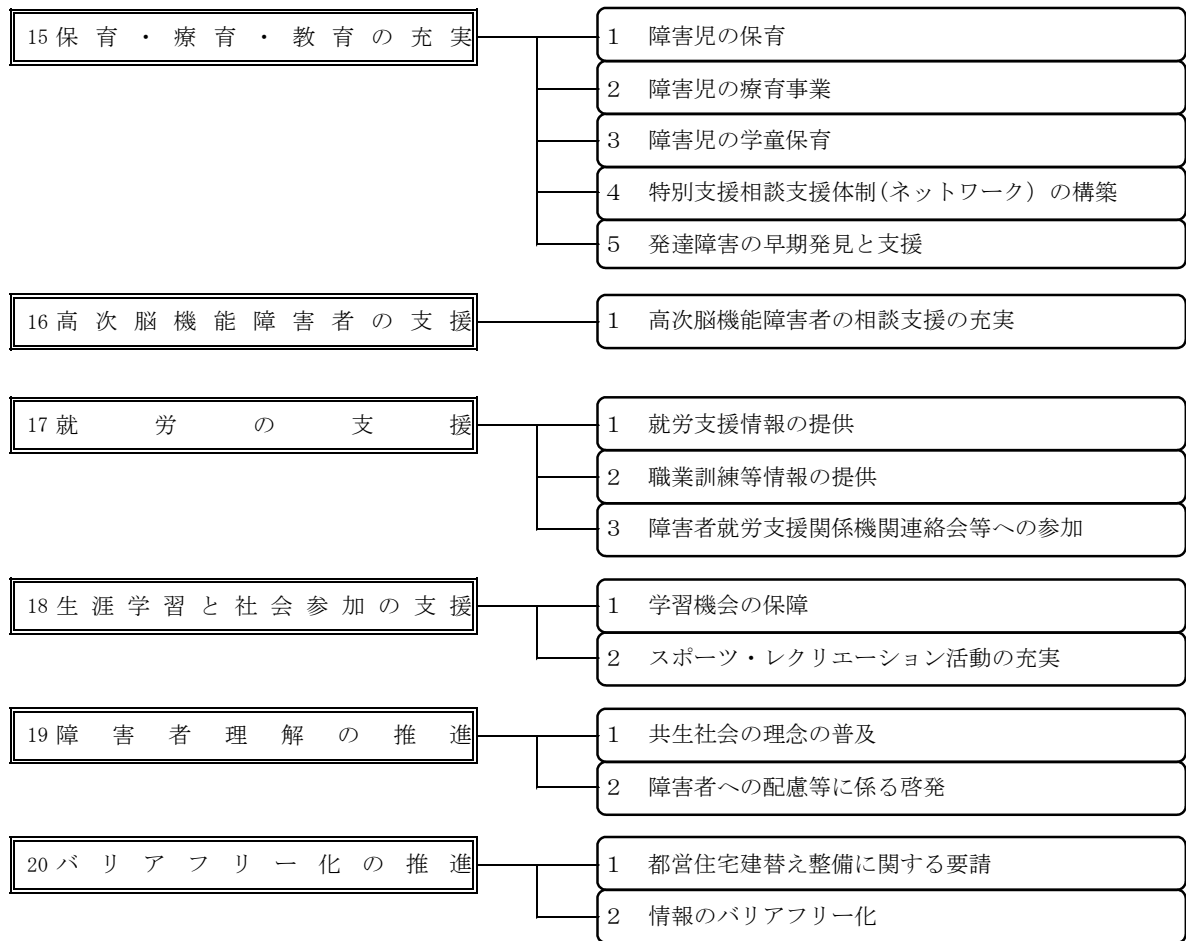 15保育・療育・教育の充実
1 障害児の保育
2 障害児の療育事業
3 障害児の学童保育
4 特別支援相談支援体制(ネットワーク）の構築
5 発達障害の早期発見と支援
16高次脳機能障害者の支援
1 高次脳機能障害者の相談支援の充実
17就労の支援
1 就労支援情報の提供
2 職業訓練等情報の提供
3 障害者就労支援関係機関連絡会等への参加
18生涯学習と社会参加の支援
1 学習機会の保障
2 スポーツ・レクリエーション活動の充実
19障害者理解の推進
1 共生社会の理念の普及
2 障害者への配慮等に係る啓発
20バリアフリー化の推進
1 都営住宅建替え整備に関する要請
2 情報のバリアフリー化